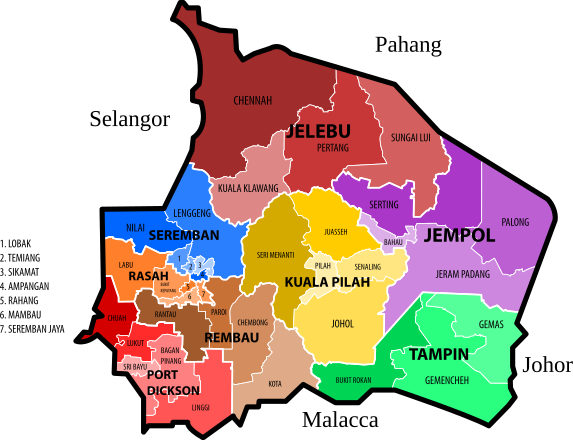 Pahang
Selangor
CHENNAH
JELEBU
PERTANG
SUNGAI LUI
KUALA KLAWANG
SERTING
LENGGENG
NILAI
SEREMBAN
JUASSEH
BAHAU
JEMPOL
PALONG
1. LOBAK
2. TEMIANG
3. SIKAMAT
4. AMPANGAN
5. RAHANG
6. MAMBAU
7. SEREMBAN JAYA
SERI MENANTI
1
2
3
4
LABU
RASAH
PILAH
SENALING
JERAM PADANG
KUALA PILAH
BUKIT
KEPAYANG
5
6
7
CHUAH
RANTAU
PAROI
CHEMBONG
JOHOL
GEMAS
REMBAU
LUKUT
BAGAN
PINANG
SRI BAYU
TAMPIN
Johor
PORT
DICKSON
KOTA
BUKIT ROKAN
GEMENCHEH
LINGGI
Malacca